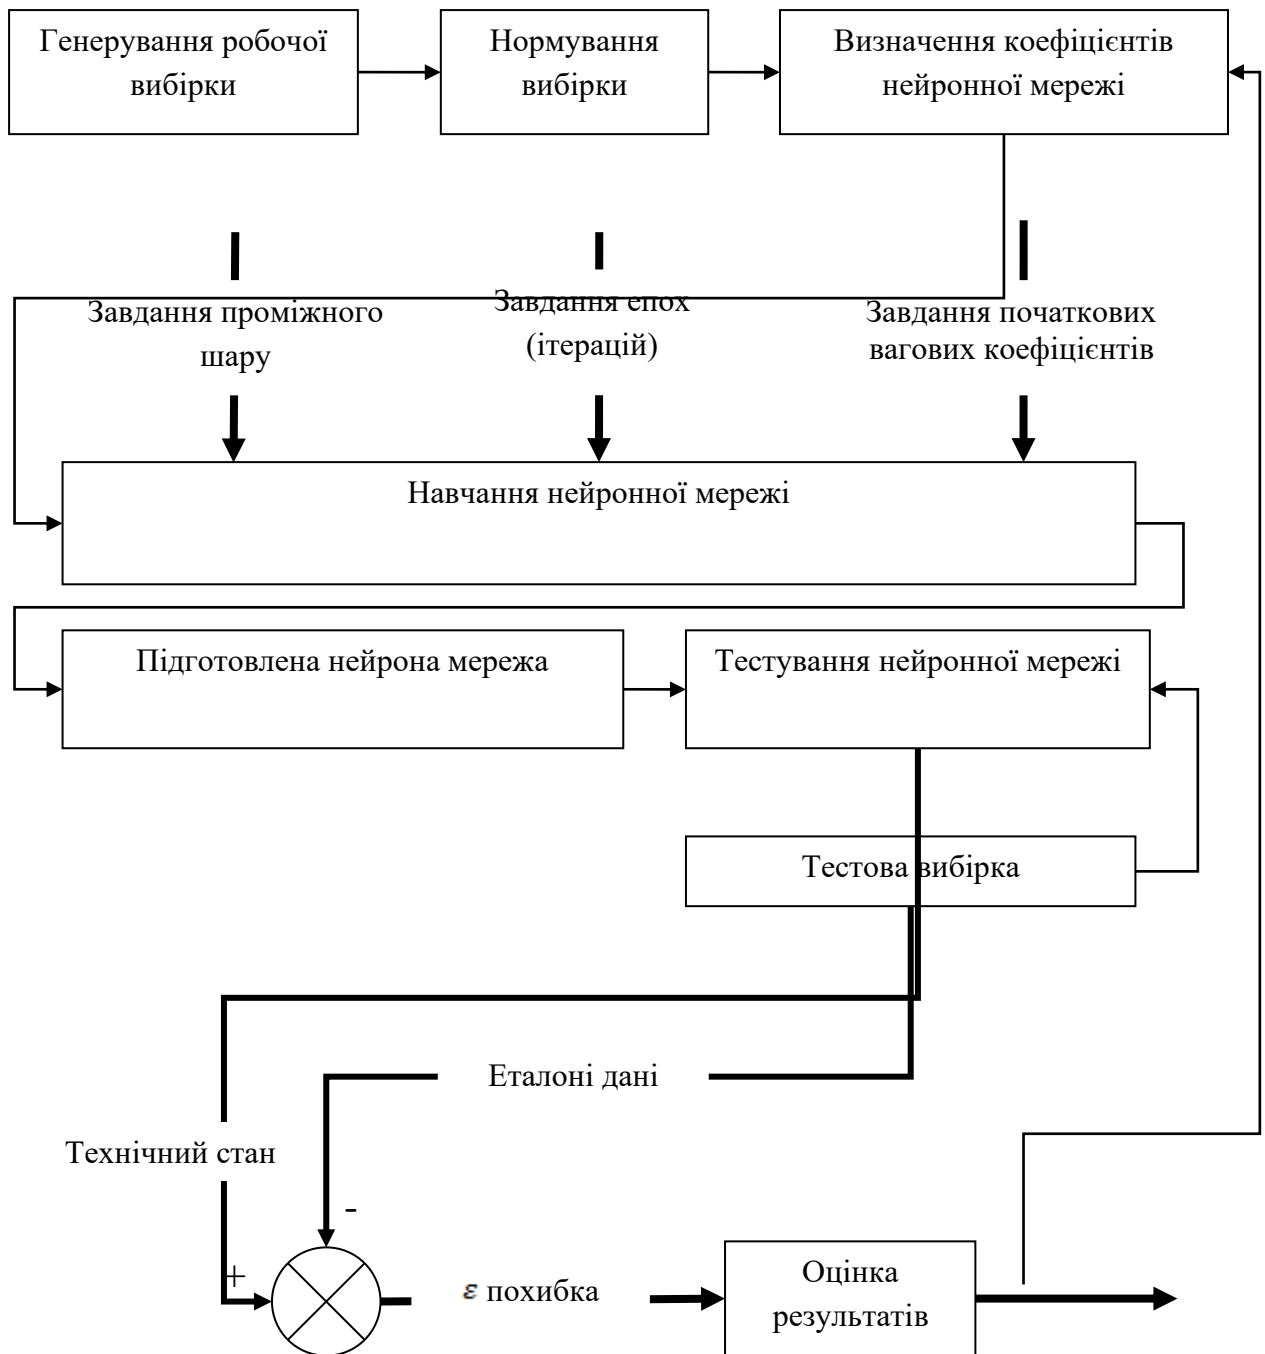 Генерування робочої
вибірки
Нормування
вибірки
Визначення коефіцієнтів
нейронної мережі
Завдання проміжного
шару
Завдання епох
(ітерацій)
Завдання початкових
вагових коефіцієнтів
Навчання нейронної мережі
Підготовлена нейрона мережа
Тестування нейронної мережі
Тестова вибірка
Еталоні дані
Технічний стан
-
+
ε похибка
Оцінка
результатів